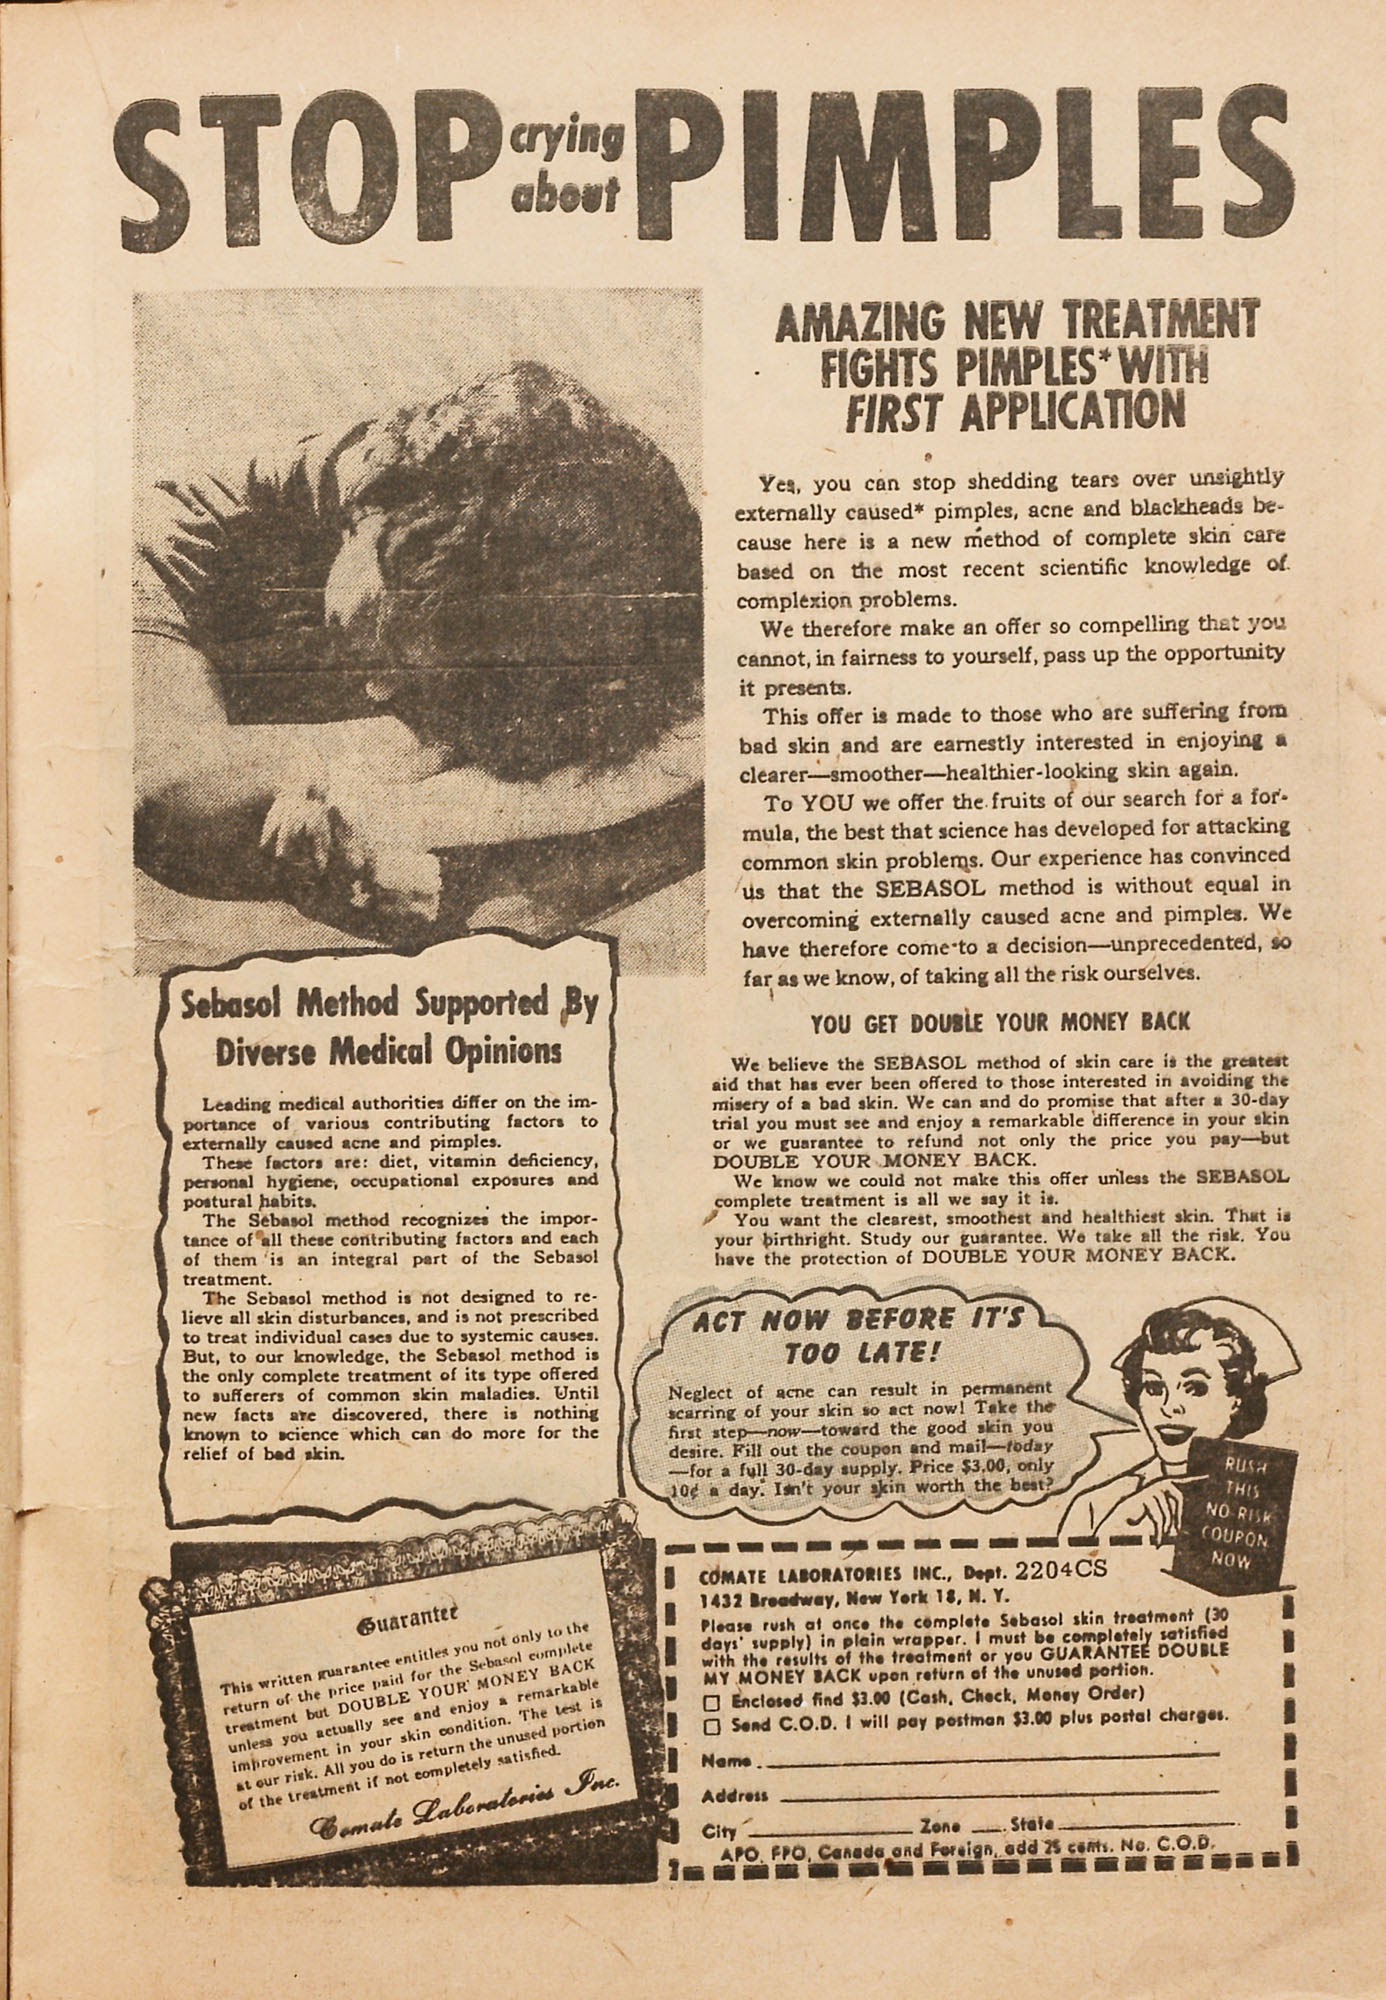 STOP crying about PIMPLES
AMAZING NEW TREATMENT
FIGHTS PIMPLES* WITH
FIRST APPLICATION
Yes, you can stop shedding tears over unsightly
externally caused* pimples, acne and blackheads be-
cause here is a new method of complete skin care
based on the most recent scientific knowledge of
complexion problems.
We therefore make an offer so compelling that you
cannot, in fairness to yourself, pass up the opportunity
it presents.
This offer is made to those who are suffering from
bad skin and are earnestly interested in enjoying a
clearer—smoother—healthier-looking skin again.
To YOU we offer the fruits of our search for a for-
mula, the best that science has developed for attacking
common skin problems. Our experience has convinced
us that the SEBASOL method is without equal in
overcoming externally caused acne and pimples. We
have therefore come to a decision—unprecedented, so
far as we know, of taking all the risk ourselves.
YOU GET DOUBLE YOUR MONEY BACK
We believe the SEBASOL method of skin care is the greatest
aid that has ever been offered to those interested in avoiding the
misery of a bad skin. We can and do promise that after a 30-day
trial you must see and enjoy a remarkable difference in your skin
or we guarantee to refund not only the price you pay—but
DOUBLE YOUR MONEY BACK.
We know we could not make this offer unless the SEBASOL
complete treatment is all we say it is.
You want the clearest, smoothest and healthiest skin. That is
your birthright. Study our guarantee. We take all the risk. You
have the protection of DOUBLE YOUR MONEY BACK.
Sebasol Method Supported By
Diverse Medical Opinions
Leading medical authorities differ on the im-
portance of various contributing factors to
externally caused acne and pimples.
These factors are: diet, vitamin deficiency,
personal hygiene, occupational exposures and
postural habits.
The Sebasol method recognizes the impor-
tance of all these contributing factors and each
of them is an integral part of the Sebasol
treatment.
The Sebasol method is not designed to re-
lieve all skin disturbances, and is not prescribed
to treat individual cases due to systemic causes.
But, to our knowledge, the Sebasol method is
the only complete treatment of its type offered
to sufferers of common skin maladies. Until
new facts are discovered, there is nothing
known to science which can do more for the
relief of bad skin.
ACT NOW BEFORE IT'S
TOO LATE!
Neglect of acne can result in permanent
scarring of your skin so act now! Take the
first step—now—toward the good skin you
desire. Fill out the coupon and mail—today
—for a full 30-day supply. Price $3.00, only
10¢ a day. Isn't your skin worth the best?
RUSH
THIS
NO RISK
COUPON
NOW
Guarantee
This written guarantee entitles you not only to the
return of the price paid for the Sebasol complete
treatment but DOUBLE YOUR MONEY BACK
unless you actually see and enjoy a remarkable
improvement in your skin condition. The test is
at our risk. All you do is return the unused portion
of the treatment if not completely satisfied.
Comate Laboratories Inc.
COMATE LABORATORIES INC., Dept. 2204CS
1432 Broadway, New York 18, N. Y.
Please rush at once the complete Sebasol skin treatment (30
days' supply) in plain wrapper. I must be completely satisfied
with the results of the treatment or you GUARANTEE DOUBLE
MY MONEY BACK upon return of the unused portion.
Enclosed find $3.00 (Cash, Check, Money Order)
Send C.O.D. I will pay postman $3.00 plus postal charges.
Name
Address
City Zone State
APO, FPO, Canada and Foreign, add 25 cents. No. C.O.D.